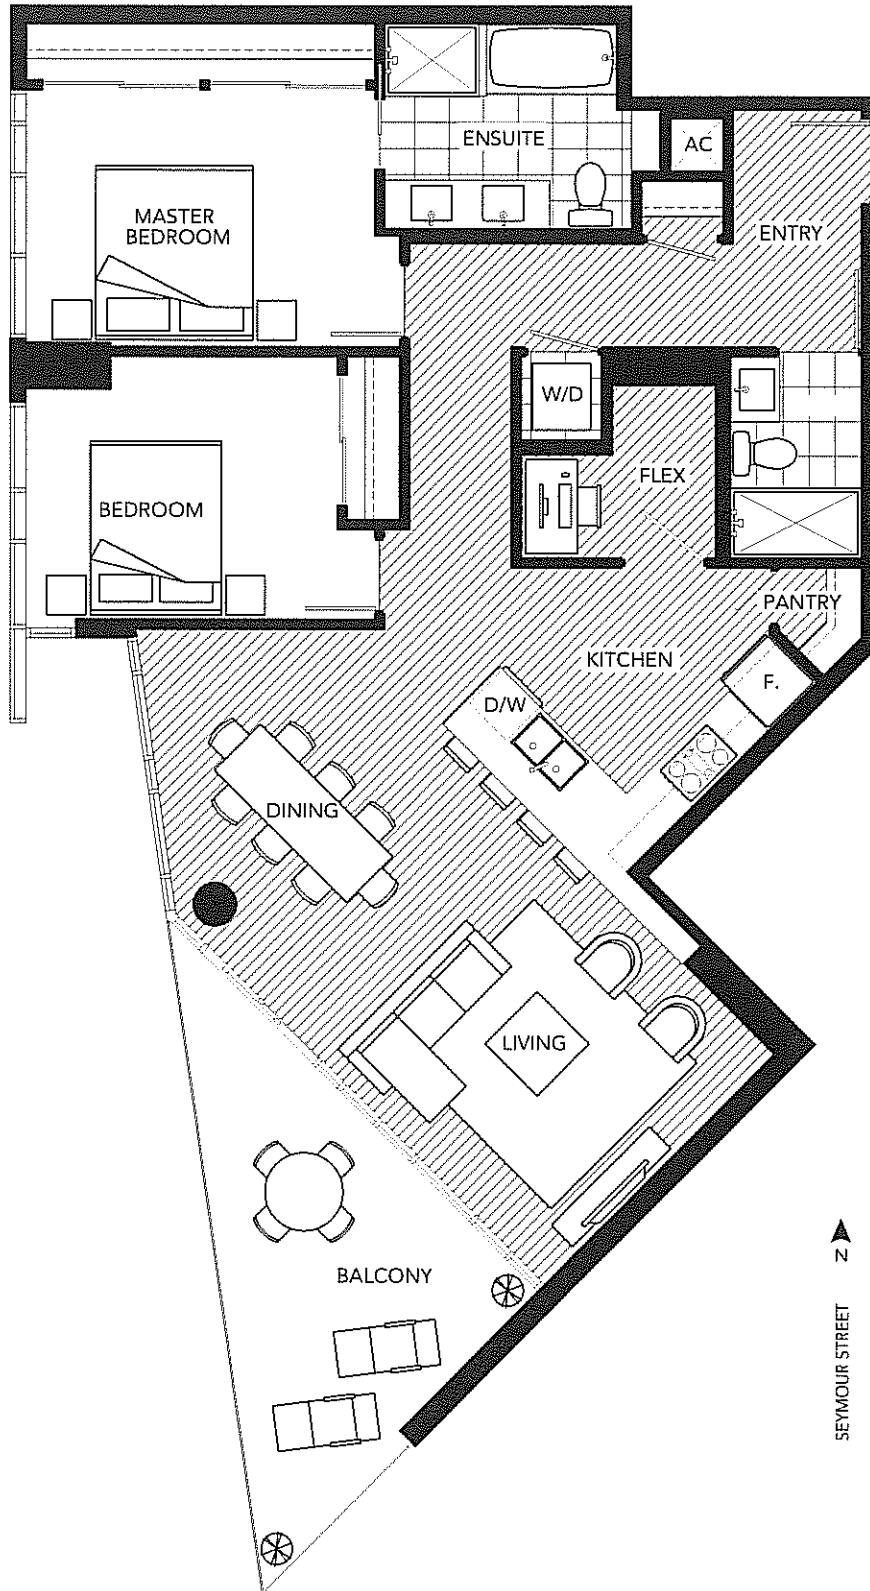 ENSUITE
AC
MASTER
BEDROOM
ENTRY
W/D
FLEX
BEDROOM
PANTRY
KITCHEN
F.
D/W
DINING
LIVING
BALCONY
N
SEYMOUR STREET